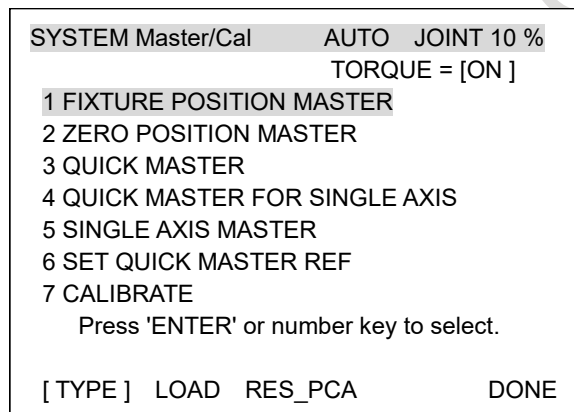 SYSTEM Master/Cal AUTO JOINT 10 %
TORQUE = [ON ]
1 FIXTURE POSITION MASTER
2 ZERO POSITION MASTER
3 QUICK MASTER
4 QUICK MASTER FOR SINGLE AXIS
5 SINGLE AXIS MASTER
6 SET QUICK MASTER REF
7 CALIBRATE
Press 'ENTER' or number key to select.
[ TYPE ] LOAD RES_PCA DONE